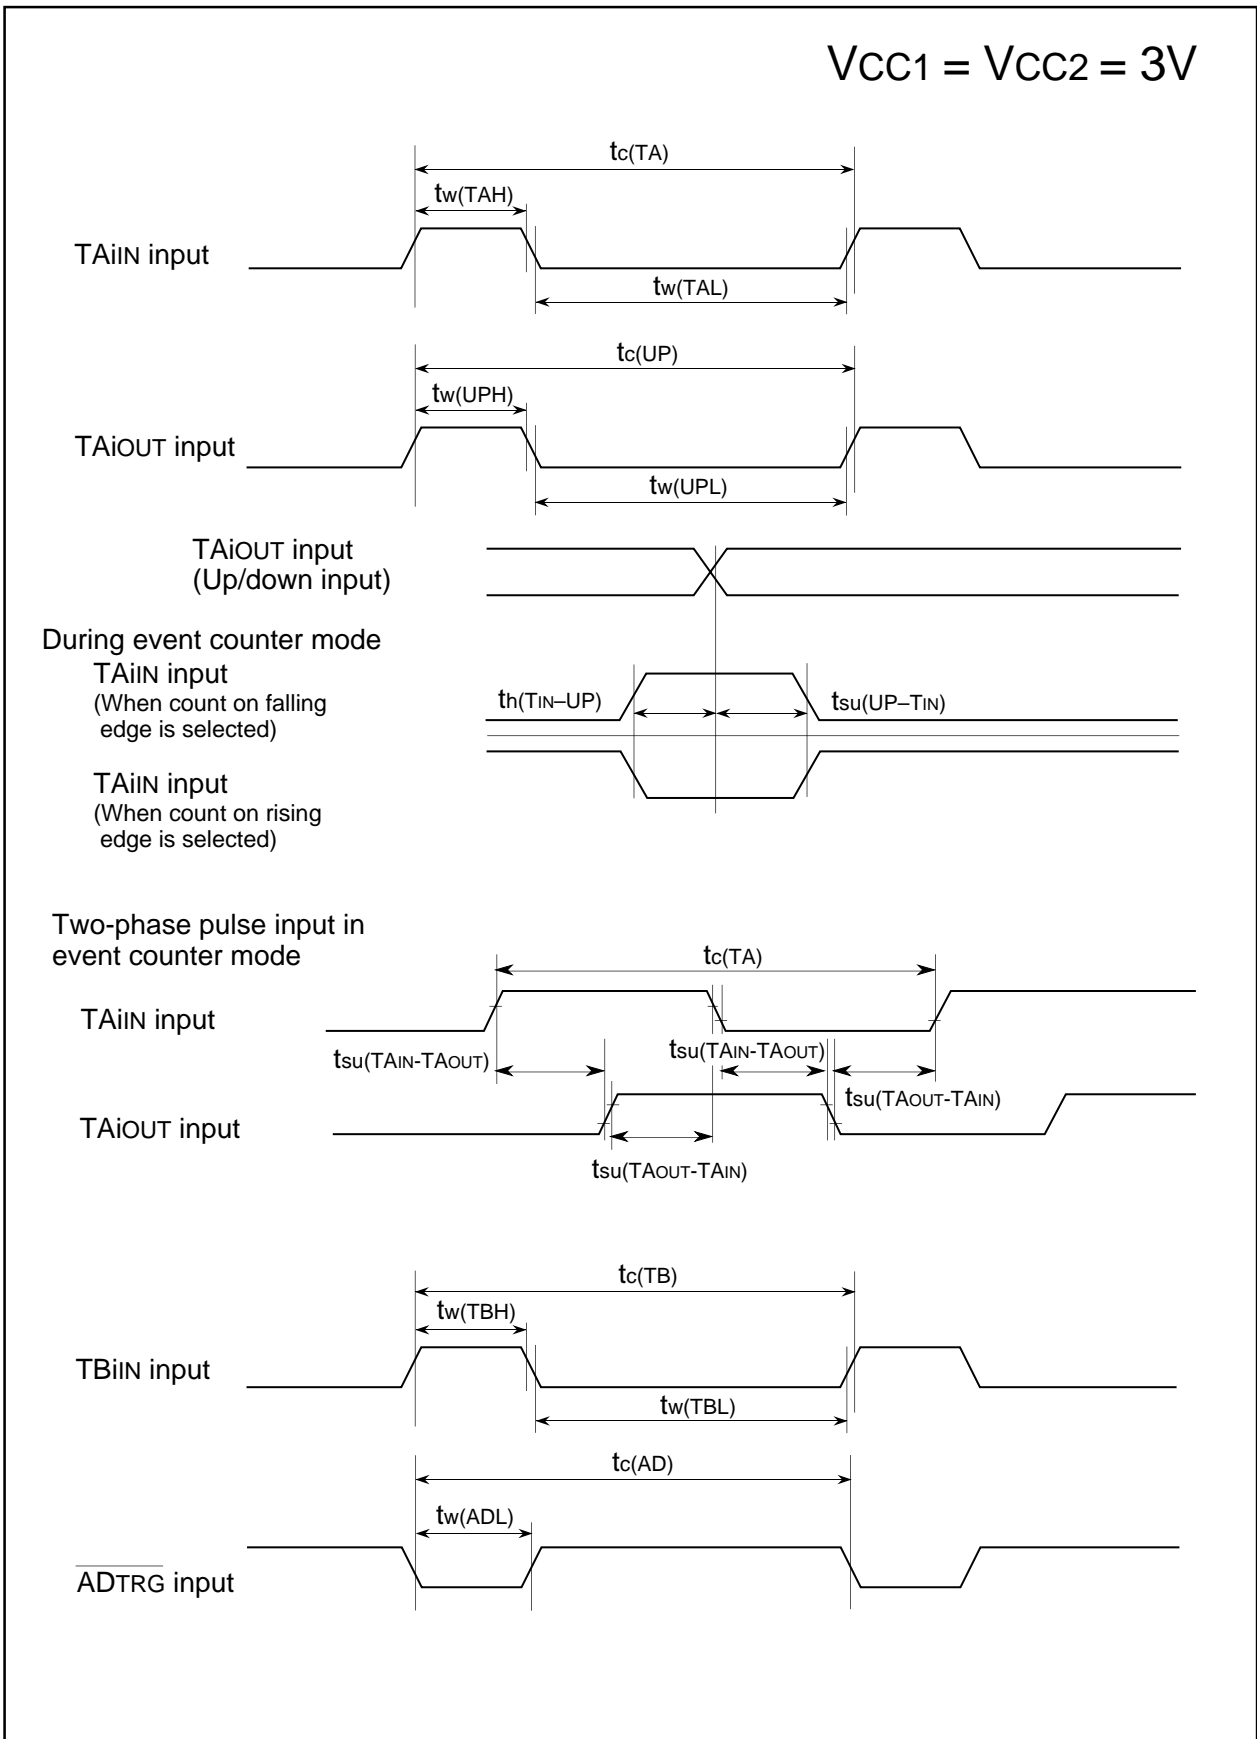 VCC1 = VCC2 = 3V
tc(TA)
tw(TAH)
TAiIN input
tw(TAL)
tc(UP)
tw(UPH)
TAiOUT input
tw(UPL)
TAiOUT input
(Up/down input)
During event counter mode
TAiIN input
(When count on falling
edge is selected)
th(TIN–UP)
tsu(UP–TIN)
TAiIN input
(When count on rising
edge is selected)
Two-phase pulse input in
event counter mode
tc(TA)
TAiIN input
tsu(TAIN-TAOUT)
tsu(TAIN-TAOUT)
tsu(TAOUT-TAIN)
TAiOUT input
tsu(TAOUT-TAIN)
tc(TB)
tw(TBH)
TBiIN input
tw(TBL)
tc(AD)
tw(ADL)
ADTRG input